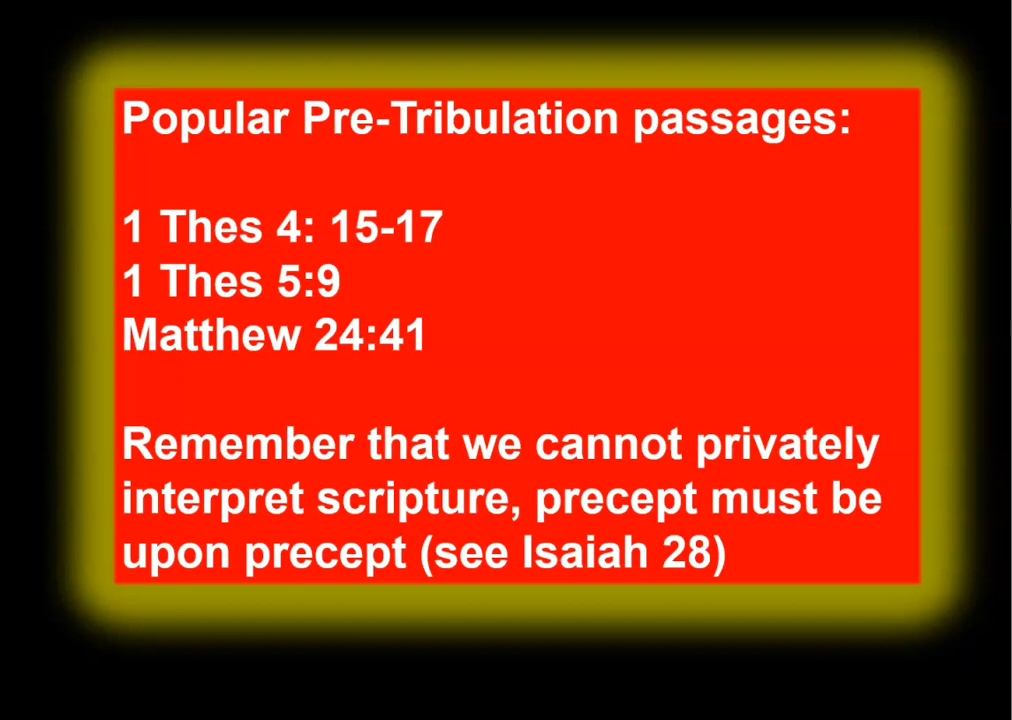 Popular Pre-Tribulation passages:
1 Thes 4: 15-17
1 Thes 5:9
Matthew 24:41
Remember that we cannot privately
interpret scripture, precept must be
upon precept (see Isaiah 28)